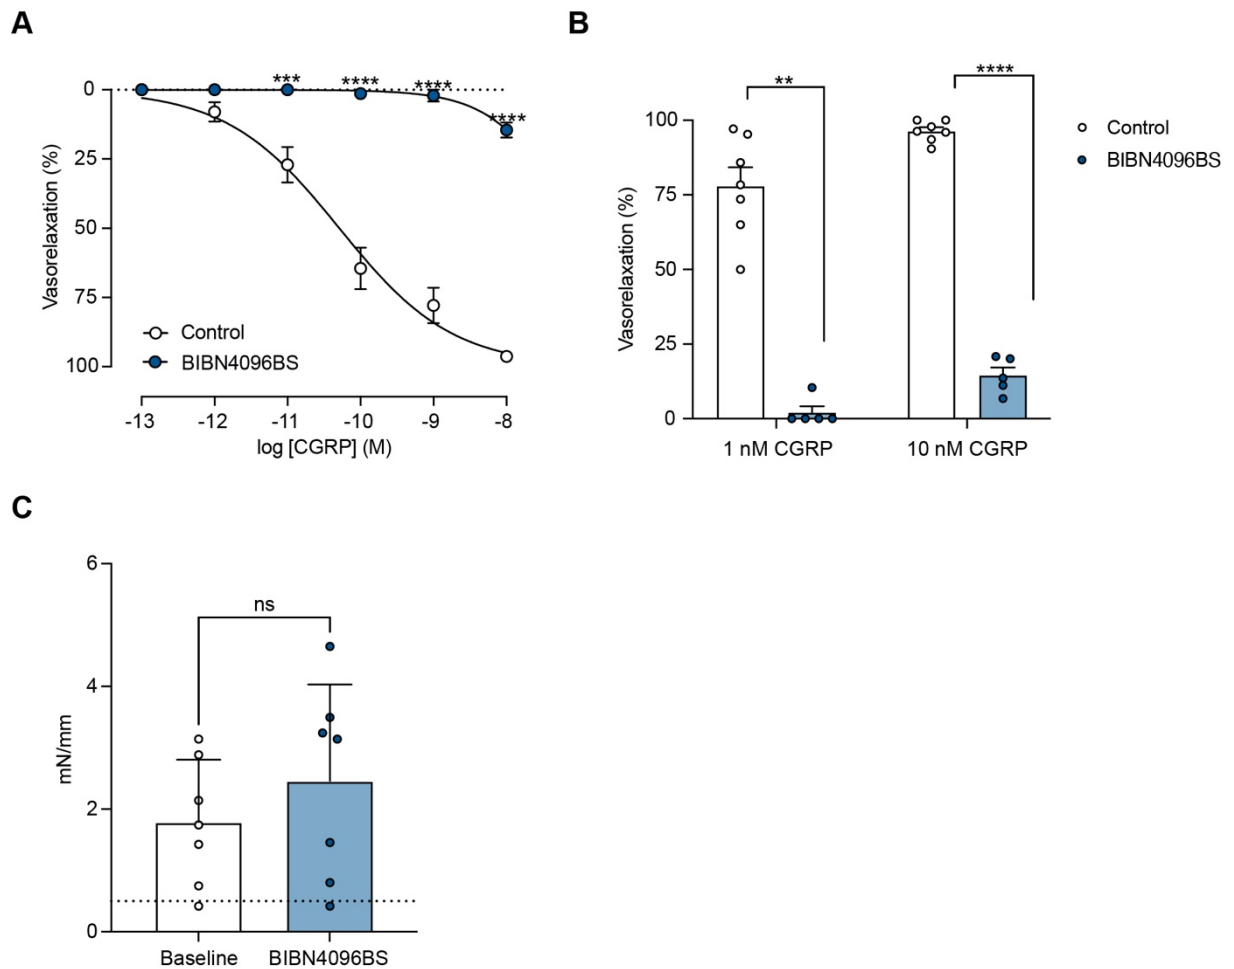 A
Vasorelaxation (%)
0
25
50
75
100
***
****
****
****
Control
BIBN4096BS
-13 -12 -11 -10 -9 -8
log [CGRP] (M)
B
Vasorelaxation (%)
100
75
50
25
0
**
****
Control
BIBN4096BS
1 nM CGRP 10 nM CGRP
C
mN/mm
6
4
2
0
ns
Baseline BIBN4096BS